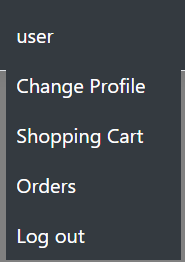 user
Change Profile
Shopping Cart
Orders
Log out